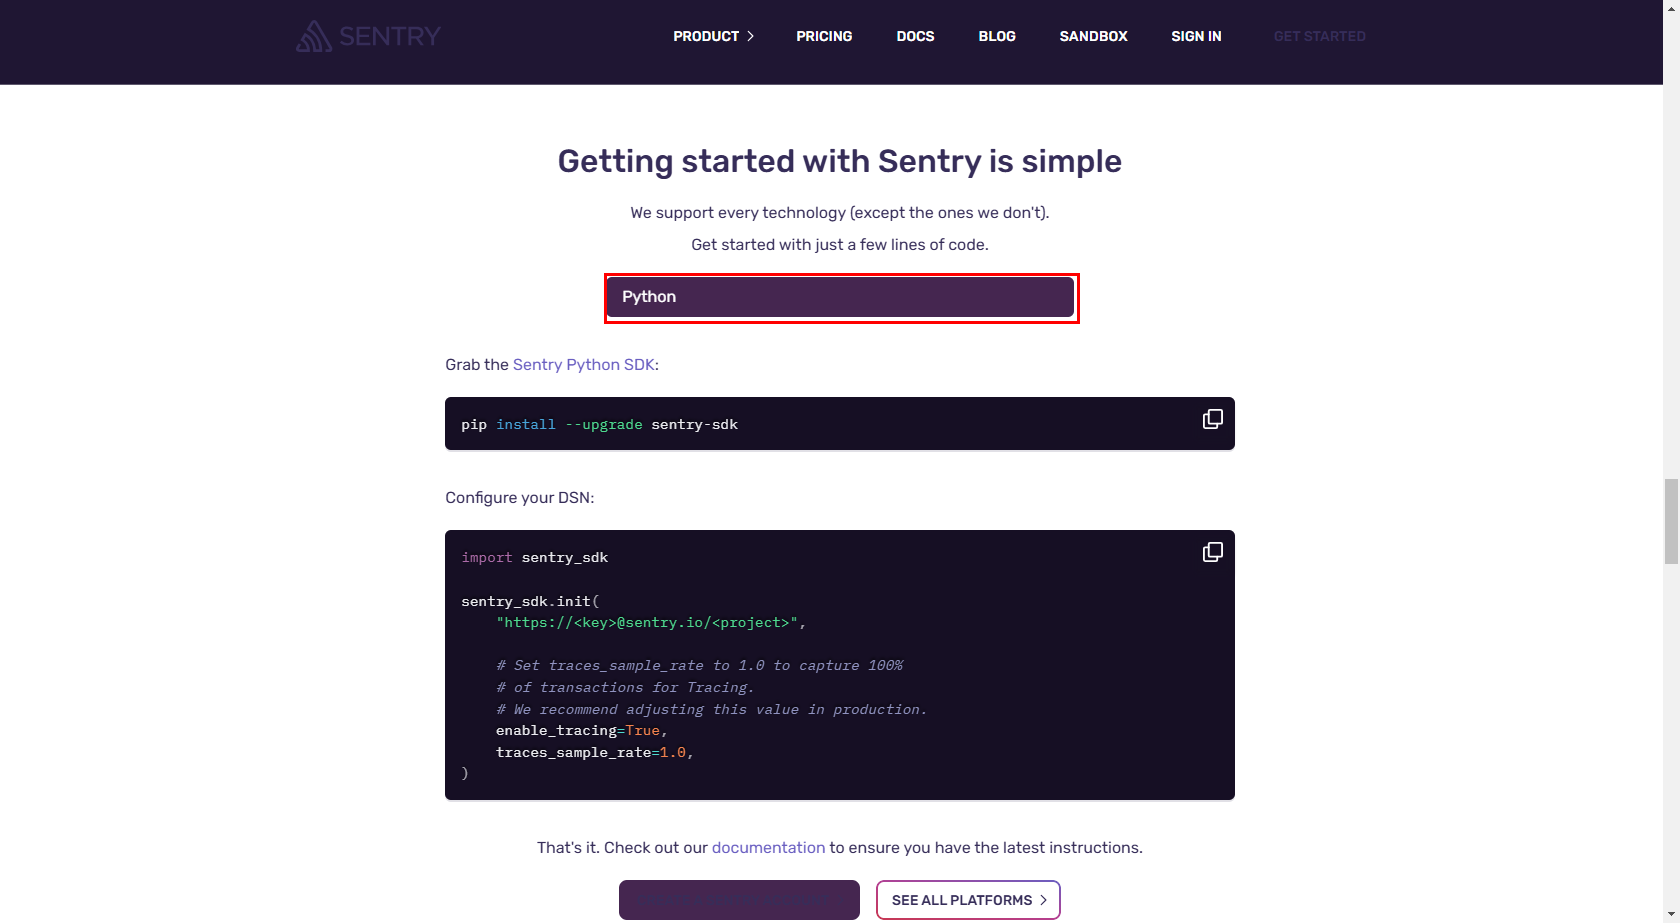 SENTRY
PRODUCT
PRICING
DOCS
BLOG
SANDBOX
SIGN IN
GET STARTED
Getting started with Sentry is simple
We support every technology (except the ones we don't).
Get started with just a few lines of code.
Python
Grab the Sentry Python SDK:
pip install --upgrade sentry-sdk
Configure your DSN:
import sentry_sdk
sentry_sdk.init(
"https://<key>@sentry.io/<project>",
# Set traces_sample_rate to 1.0 to capture 100%
# of transactions for Tracing.
# We recommend adjusting this value in production.
enable_tracing=True,
traces_sample_rate=1.0,
)
That's it. Check out our documentation to ensure you have the latest instructions.
SEE ALL PLATFORMS